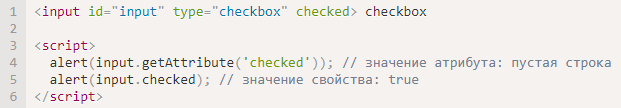 1 <input id="input" type="checkbox" checked> checkbox
2
3 <script>
4   alert(input.getAttribute('checked')); // значение атрибута: пустая строка
5   alert(input.checked); // значение свойства: true
6 </script>